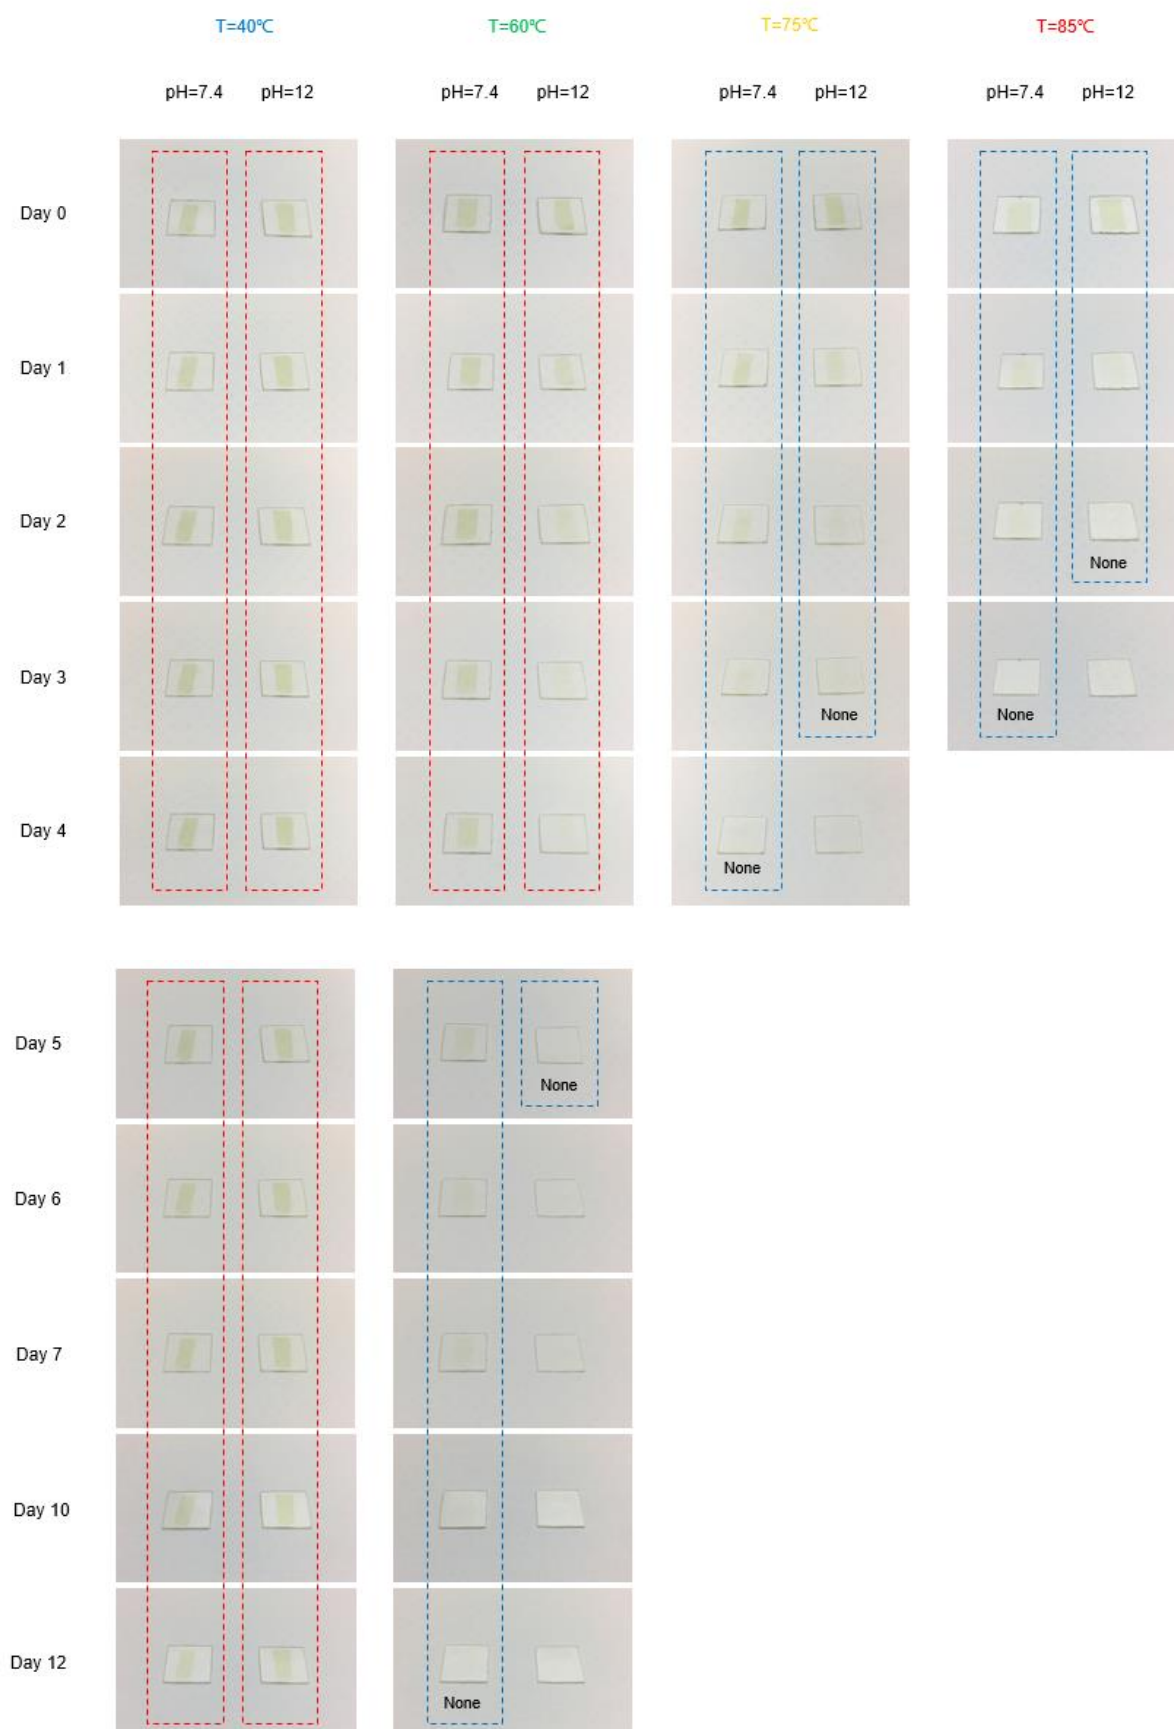 T=40℃ T=60℃ T=75℃ T=85℃
pH=7.4 pH=12 pH=7.4 pH=12 pH=7.4 pH=12 pH=7.4 pH=12
Day 0
Day 1
Day 2
None
Day 3
None None
Day 4
None
Day 5
None
Day 6
Day 7
Day 10
Day 12
None